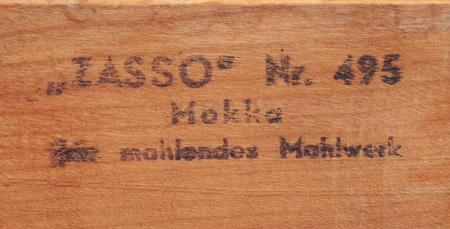 „ZASSO“ Nr. 495
Mokka
mahlendes Mahlwerk